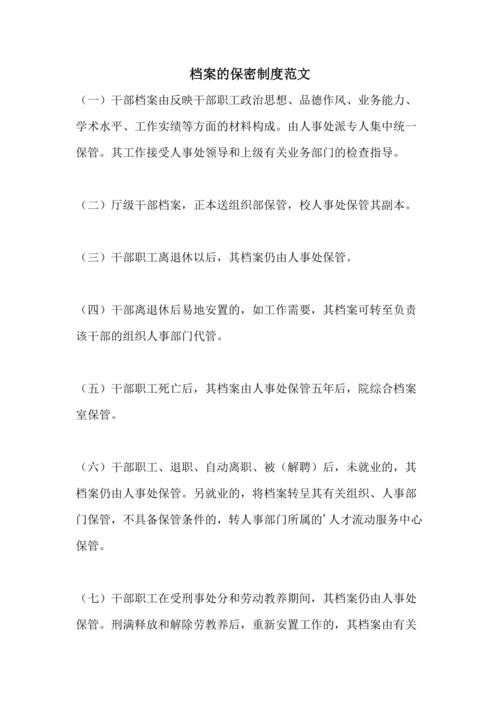 档案的保密制度范文
（一）干部档案由反映干部职工政治思想、品德作风、业务能力、
学术水平、工作实绩等方面的材料构成。由人事处派专人集中统一
保管。其工作接受人事处领导和上级有关业务部门的检查指导。
（二）厅级干部档案，正本送组织部保管，校人事处保管其副本。
（三）干部职工离退休以后，其档案仍由人事处保管。
（四）干部离退休后易地安置的，如工作需要，其档案可转至负责
该干部的组织人事部门代管。
（五）干部职工死亡后，其档案由人事处保管五年后，院综合档案
室保管。
（六）干部职工、退职、自动离职、被（解聘）后，未就业的，其
档案仍由人事处保管。另就业的，将档案转呈其有关组织、人事部
门保管，不具备保管条件的，转人事部门所属的'人才流动服务中心
保管。
（七）干部职工在受刑事处分和劳动教养期间，其档案仍由人事处
保管。刑满释放和解除劳教养后，重新安置工作的，其档案由有关